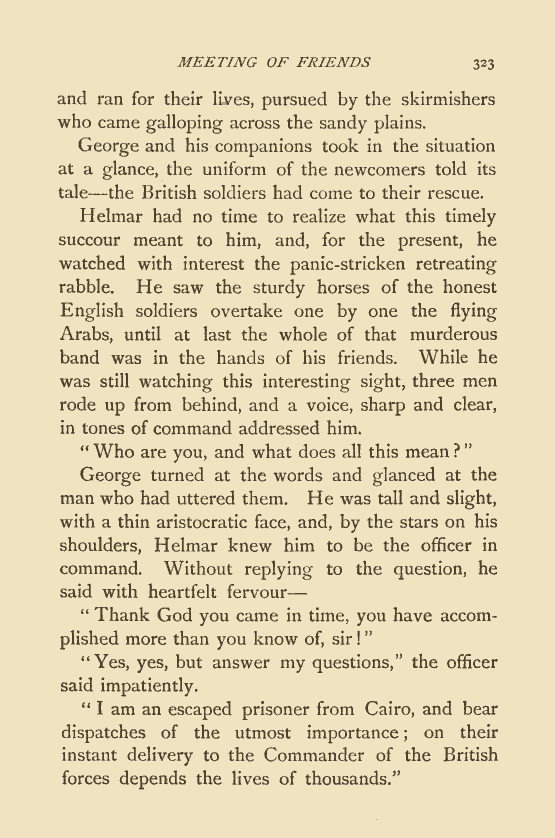 MEETING OF FRIENDS 323
and ran for their lives, pursued by the skirmishers
who came galloping across the sandy plains.
George and his companions took in the situation
at a glance, the uniform of the newcomers told its
tale—the British soldiers had come to their rescue.
Helmar had no time to realize what this timely
succour meant to him, and, for the present, he
watched with interest the panic-stricken retreating
rabble. He saw the sturdy horses of the honest
English soldiers overtake one by one the flying
Arabs, until at last the whole of that murderous
band was in the hands of his friends. While he
was still watching this interesting sight, three men
rode up from behind, and a voice, sharp and clear,
in tones of command addressed him.
"Who are you, and what does all this mean?"
George turned at the words and glanced at the
man who had uttered them. He was tall and slight,
with a thin aristocratic face, and, by the stars on his
shoulders, Helmar knew him to be the officer in
command. Without replying to the question, he
said with heartfelt fervour—
"Thank God you came in time, you have accom-
plished more than you know of, sir!"
"Yes, yes, but answer my questions," the officer
said impatiently.
"I am an escaped prisoner from Cairo, and bear
dispatches of the utmost importance; on their
instant delivery to the Commander of the British
forces depends the lives of thousands."